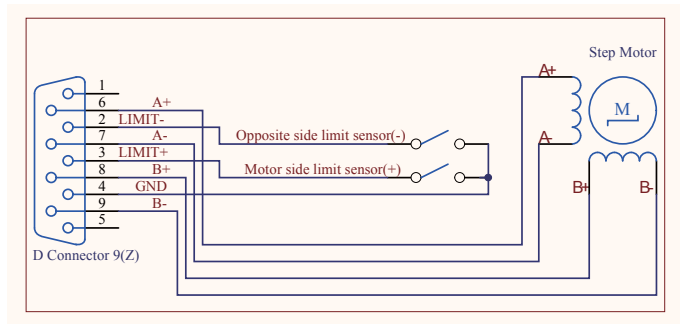 Step Motor
A+
1
6 A+
2 LIMIT-
Opposite side limit sensor(-)
7 A-
A-
M
3 LIMIT+
Motor side limit sensor(+)
8 B+
4 GND
B+ B-
9 B-
5
D Connector 9(Z)